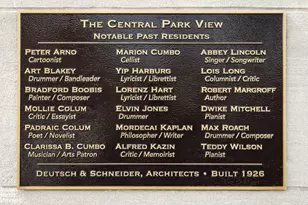 The Central Park View
Notable Past Residents
Peter Arno
Cartoonist
Art Blakey
Drummer / Bandleader
Bradford Boobis
Painter / Composer
Mollie Colum
Critic / Essayist
Padraic Colum
Poet / Novelist
Clarissa B. Cumbo
Musician / Arts Patron
Marion Cumbo
Cellist
Yip Harburg
Lyricist / Librettist
Lorenz Hart
Lyricist / Librettist
Elvin Jones
Drummer
Mordecai Kaplan
Philosopher / Writer
Alfred Kazin
Critic / Memoirist
Abbey Lincoln
Singer / Songwriter
Lois Long
Columnist / Critic
Robert Margroff
Author
Dwike Mitchell
Pianist
Max Roach
Drummer / Composer
Teddy Wilson
Pianist
Deutsch & Schneider, Architects • Built 1926